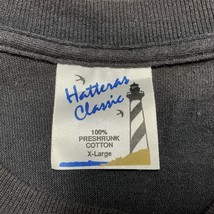 Hatteras
Classic
100%
PRESHRUNK
COTTON
X-Large